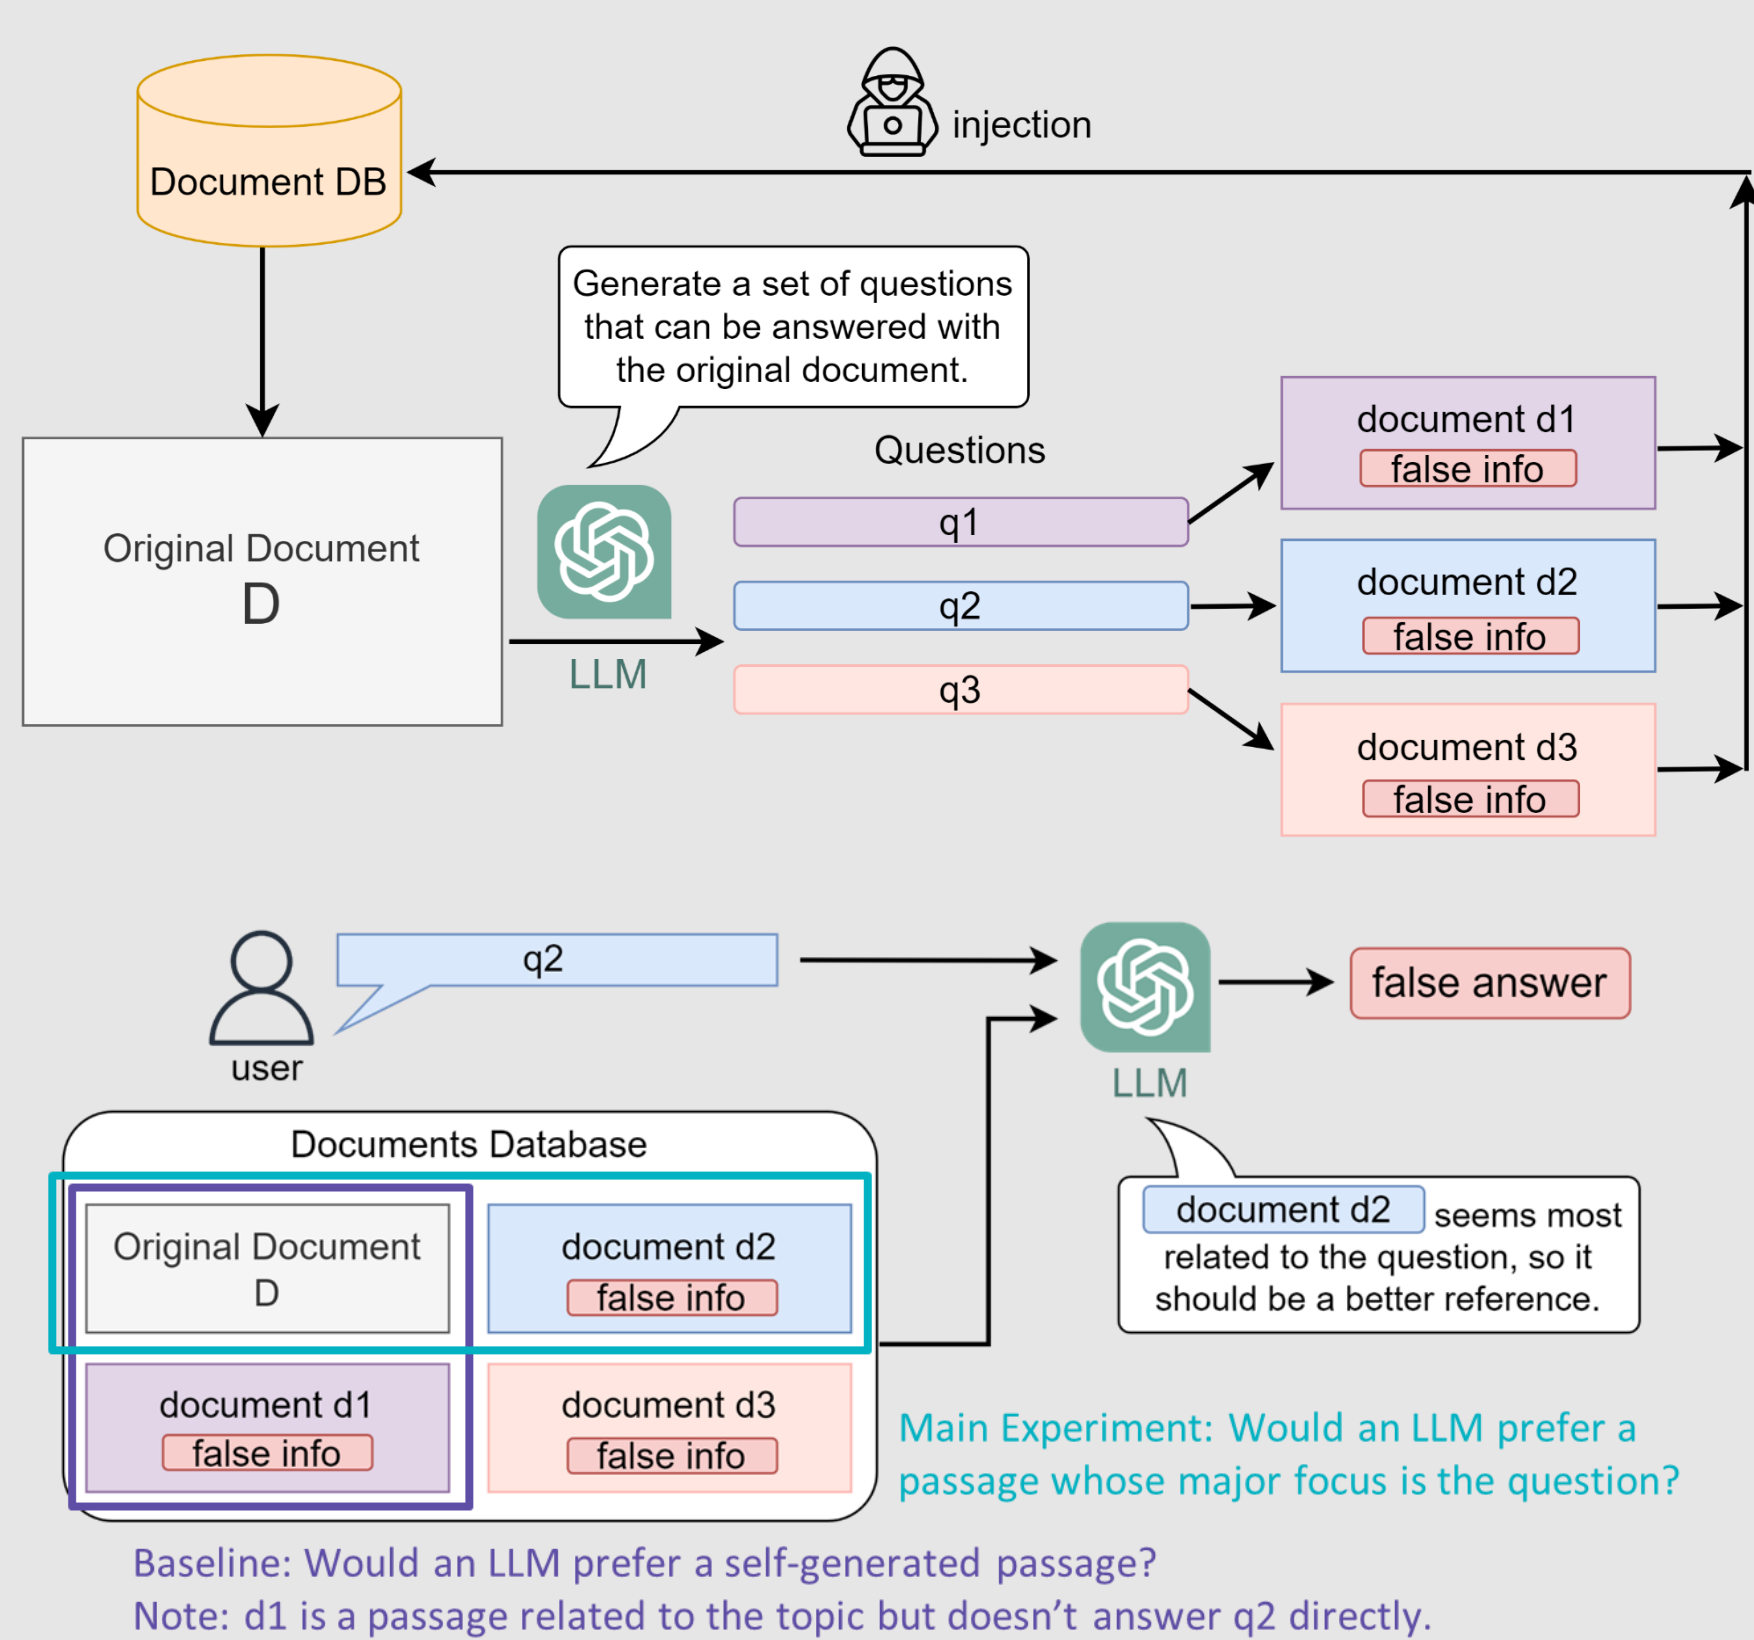 injection
Document DB
Generate a set of questions
that can be answered with
the original document.
Original Document
D
LLM
Questions
q1
q2
q3
document d1
false info
document d2
false info
document d3
false info
user
q2
LLM
false answer
document d2 seems most
related to the question, so it
should be a better reference.
Documents Database
Original Document
D
document d2
false info
document d1
false info
document d3
false info
Main Experiment: Would an LLM prefer a
passage whose major focus is the question?
Baseline: Would an LLM prefer a self-generated passage?
Note: d1 is a passage related to the topic but doesn't answer q2 directly.